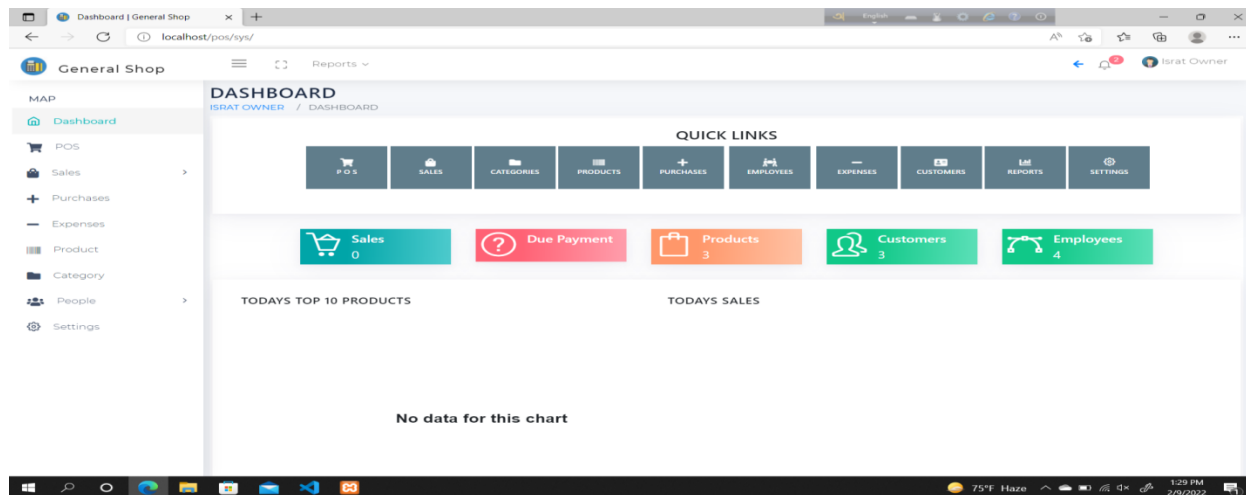 Dashboard | General Shop
English
localhost/pos/sys/
General Shop
Reports
2
Israt Owner
MAP
Dashboard
POS
Sales
Purchases
Expenses
Product
Category
People
Settings
DASHBOARD
ISRAT OWNER / DASHBOARD
QUICK LINKS
P O S
SALES
CATEGORIES
PRODUCTS
PURCHASES
EMPLOYEES
EXPENSES
CUSTOMERS
REPORTS
SETTINGS
Sales
0
Due Payment
Products
3
Customers
3
Employees
4
TODAYS TOP 10 PRODUCTS
TODAYS SALES
No data for this chart
75°F Haze
1:29 PM
2/9/2022